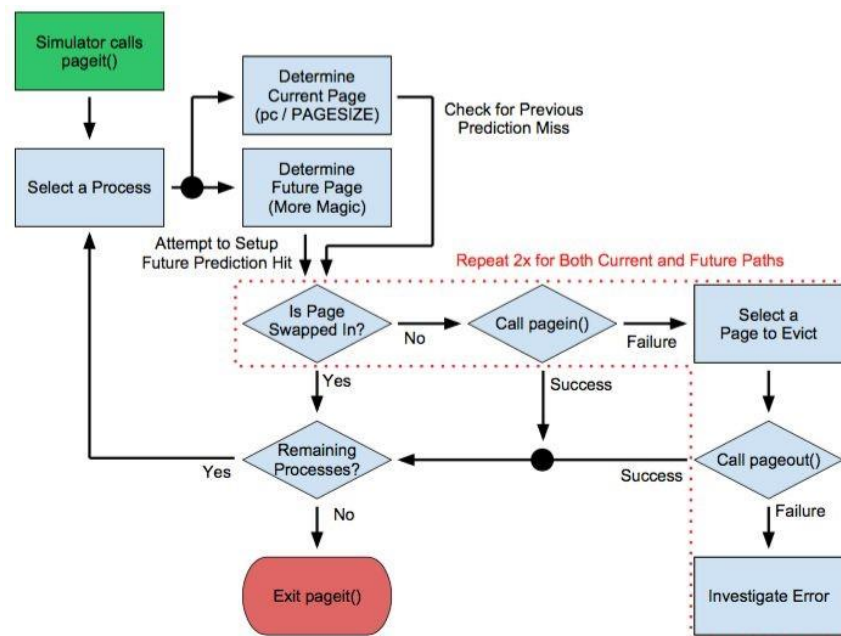 Simulator calls
pageit()
Determine
Current Page
(pc / PAGESIZE)
Check for Previous
Prediction Miss
Select a Process
Determine
Future Page
(More Magic)
Attempt to Setup
Future Prediction Hit
Repeat 2x for Both Current and Future Paths
Is Page
Swapped In?
No
Call pagein()
Failure
Select a
Page to Evict
Yes
Success
Remaining
Processes?
Yes
Success
Call pageout()
No
Failure
Exit pageit()
Investigate Error